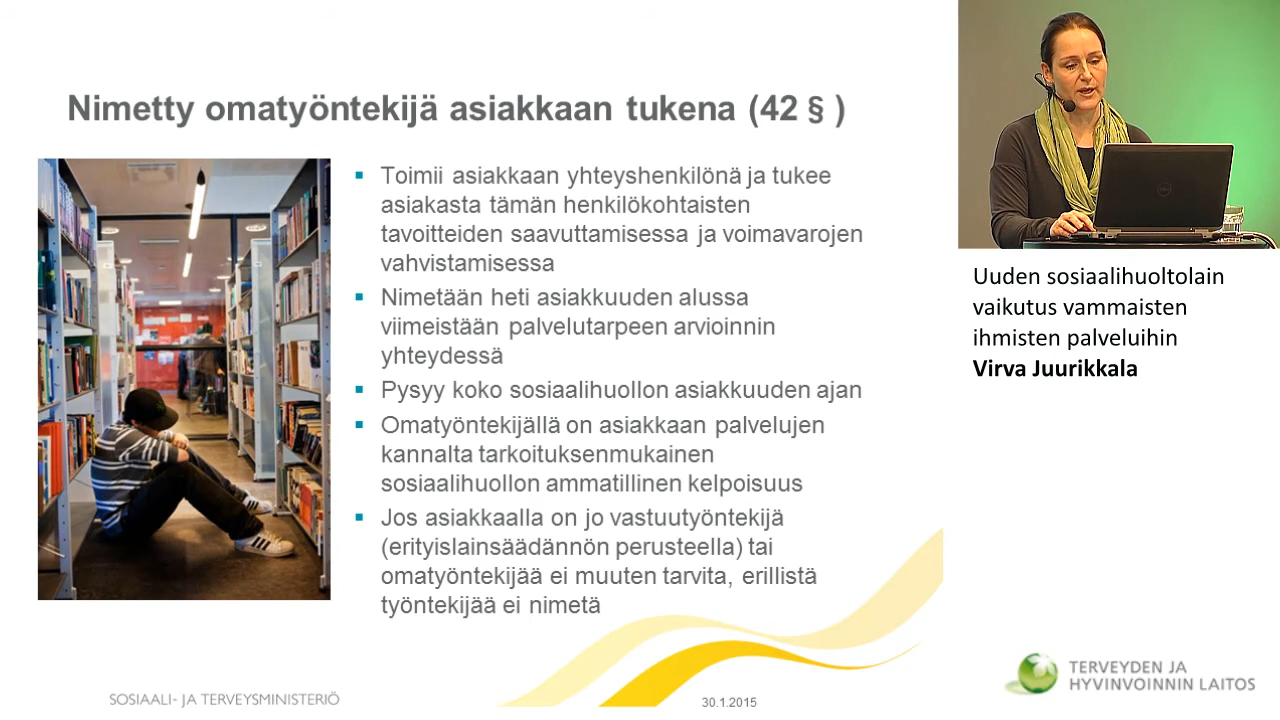 Nimetty omatyöntekijä asiakkaan tukena (42 § )
Toimii asiakkaan yhteyshenkilönä ja tukee
asiakasta tämän henkilökohtaisten
tavoitteiden saavuttamisessa ja voimavarojen
vahvistamisessa
Nimetään heti asiakkuuden alussa
viimeistään palvelutarpeen arvioinnin
yhteydessä
Pysyy koko sosiaalihuollon asiakkuuden ajan
Omatyöntekijällä on asiakkaan palvelujen
kannalta tarkoituksenmukainen
sosiaalihuollon ammatillinen kelpoisuus
Jos asiakkaalla on jo vastuutyöntekijä
(erityislainsäädännön perusteella) tai
omatyöntekijää ei muuten tarvita, erillistä
työntekijää ei nimetä
SOSIAALI- JA TERVEYSMINISTERIÖ
30.1.2015
Uuden sosiaalihuoltolain
vaikutus vammaisten
ihmisten palveluihin
Virva Juurikkala
TERVEYDEN JA
HYVINVOINNIN LAITOS